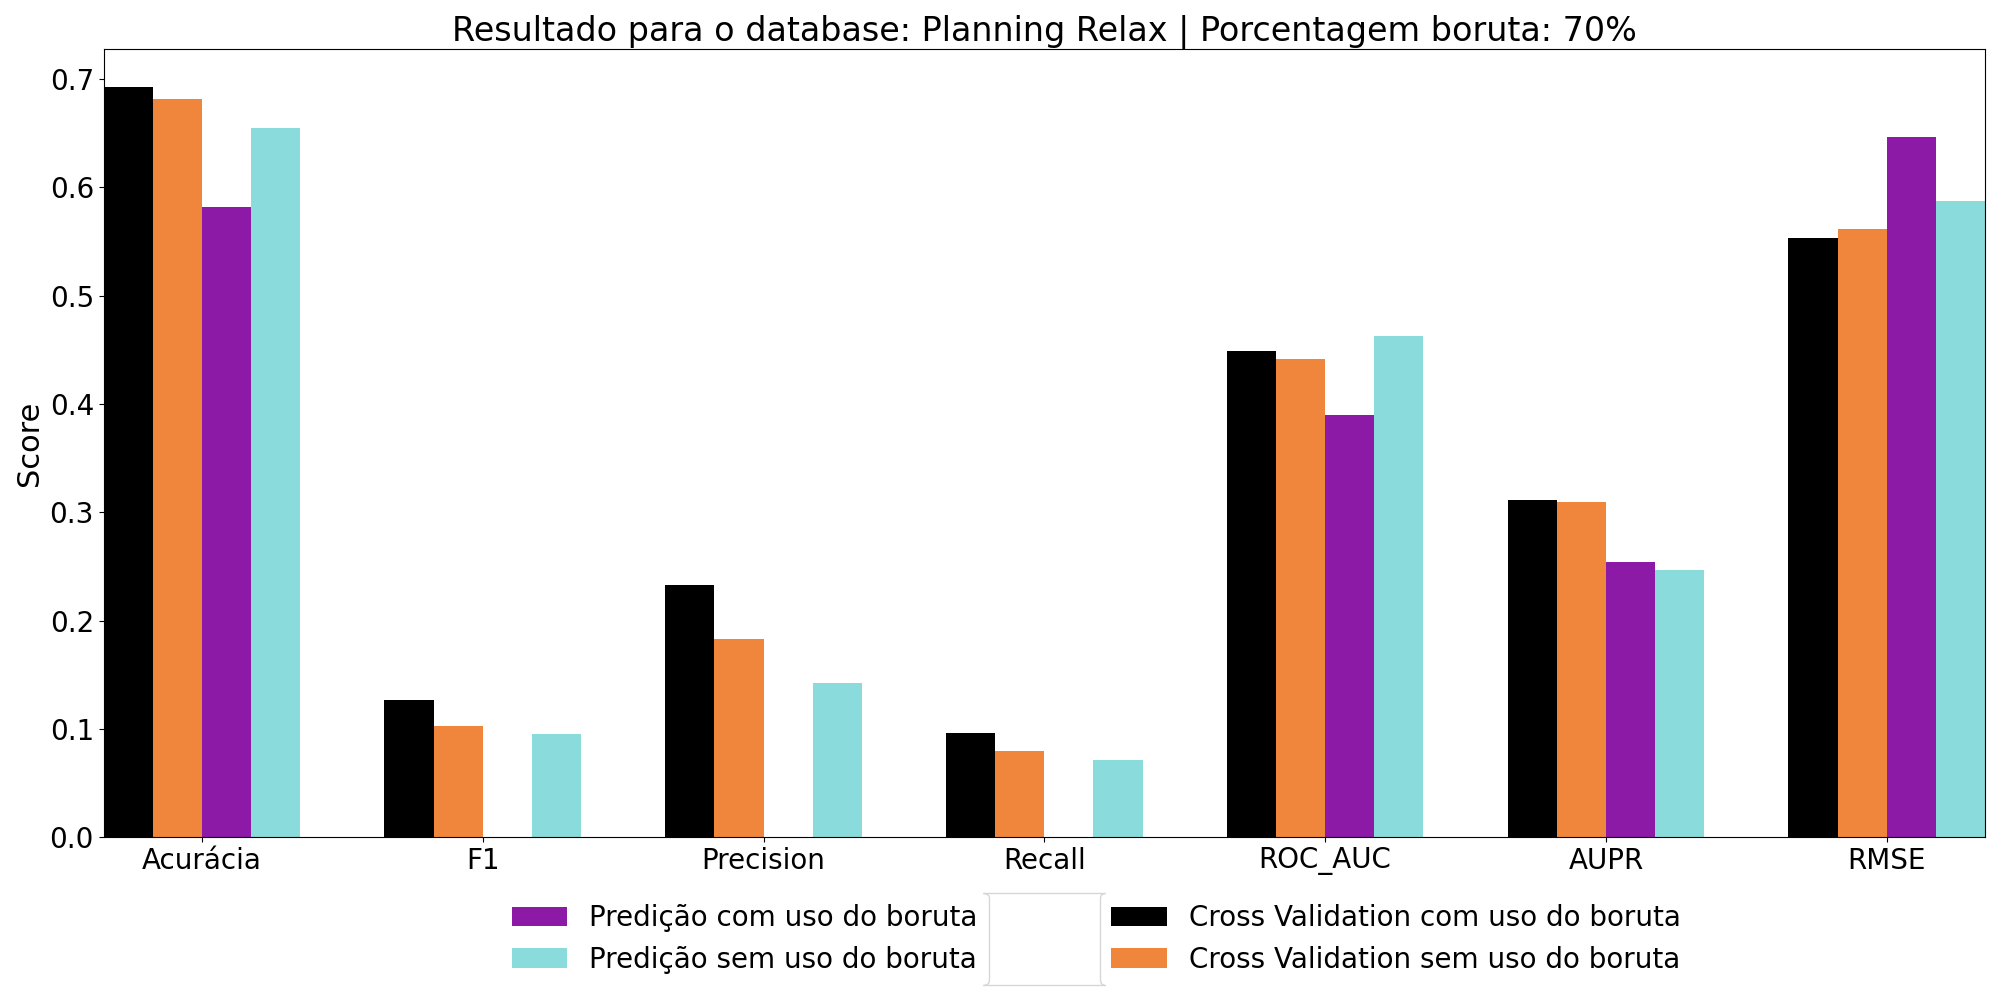 Resultado para o database: Planning Relax | Porcentagem boruta: 70%
Score
0.7
0.6
0.5
0.4
0.3
0.2
0.1
0.0
Acurácia F1 Precision Recall ROC_AUC AUPR RMSE
Predição com uso do boruta
Predição sem uso do boruta
Cross Validation com uso do boruta
Cross Validation sem uso do boruta